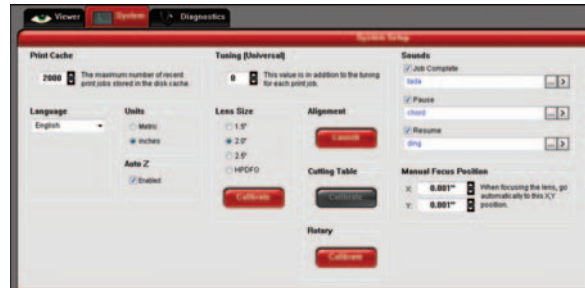 Viewer
System
Diagnostics
System Setup
Print Cache
2000
The maximum number of recent
print jobs stored in the disk cache.
Tuning (Universal)
0
This value is in addition to the tuning
for each print job.
Sounds
Job Complete
tada
... >
Pause
chord
... >
Resume
ding
... >
Language
English
Units
Metric
Inches
Auto Z
Enabled
Lens Size
1.5"
2.0"
2.5"
HPDFO
Calibrate
Alignment
Launch
Cutting Table
Calibrate
Rotary
Calibrate
Manual Focus Position
X: 0.001"
Y: 0.001"
When focusing the lens, go
automatically to this X,Y
position.